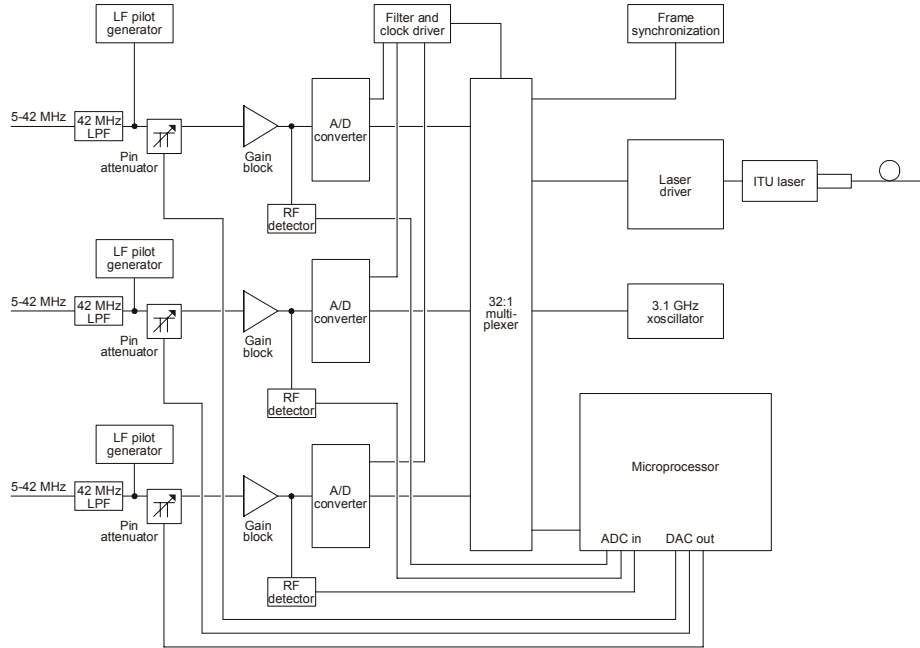 LF pilot
generator
Filter and
clock driver
Frame
synchronization
5-42 MHz
42 MHz
LPF
Pin
attenuator
Gain
block
A/D
converter
RF
detector
Laser
driver
ITU laser
LF pilot
generator
5-42 MHz
42 MHz
LPF
Pin
attenuator
Gain
block
A/D
converter
RF
detector
32:1
multi-
plexer
3.1 GHz
xoscillator
LF pilot
generator
5-42 MHz
42 MHz
LPF
Pin
attenuator
Gain
block
A/D
converter
RF
detector
Microprocessor
ADC in
DAC out